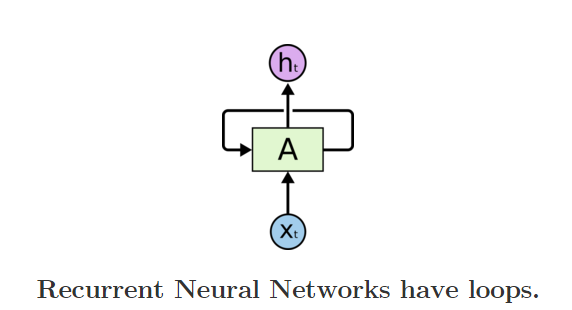 hₜ
A
xₜ
Recurrent Neural Networks have loops.